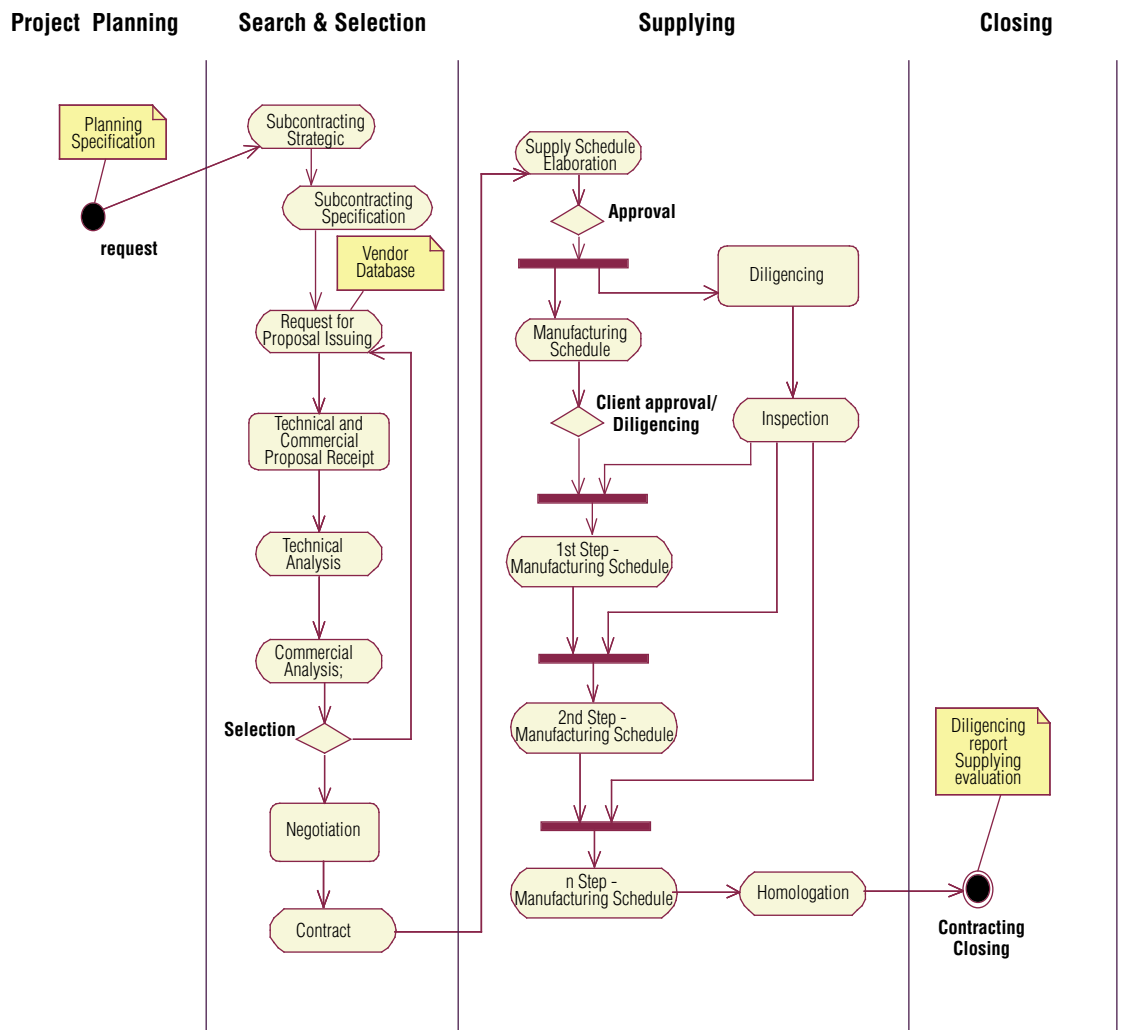 Project Planning
Search & Selection
Supplying
Closing
Planning
Specification
request
Subcontracting
Strategic
Subcontracting
Specification
Vendor
Database
Request for
Proposal Issuing
Technical and
Commercial
Proposal Receipt
Technical
Analysis
Commercial
Analysis;
Selection
Negotiation
Contract
Supply Schedule
Elaboration
Approval
Diligencing
Manufacturing
Schedule
Client approval/
Diligencing
Inspection
1st Step -
Manufacturing Schedule
2nd Step -
Manufacturing Schedule
n Step -
Manufacturing Schedule
Homologation
Diligencing
report
Supplying
evaluation
Contracting
Closing